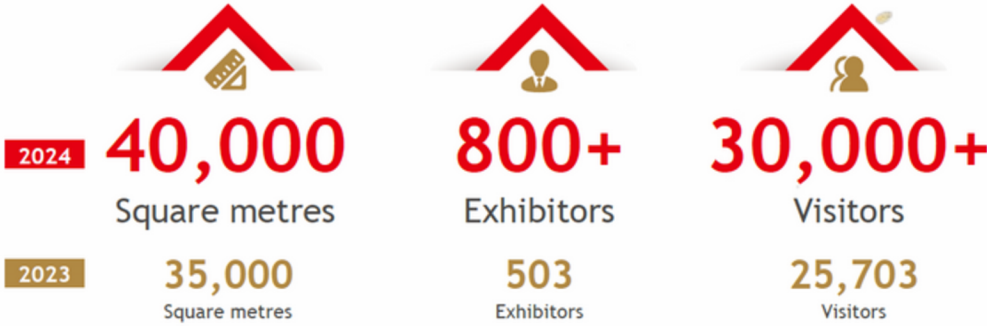 2024 40,000 800+ 30,000+
Square metres Exhibitors Visitors
2023 35,000 503 25,703
Square metres Exhibitors Visitors